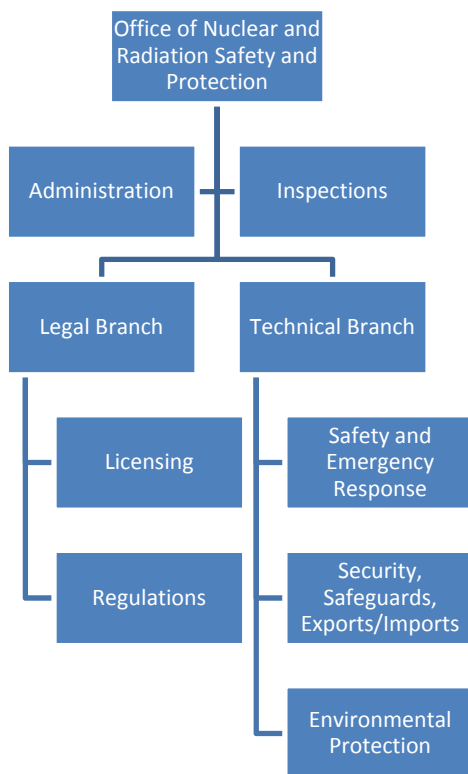 Office of Nuclear and
Radiation Safety and
Protection
Administration
Inspections
Legal Branch
Technical Branch
Licensing
Safety and
Emergency
Response
Regulations
Security,
Safeguards,
Exports/Imports
Environmental
Protection